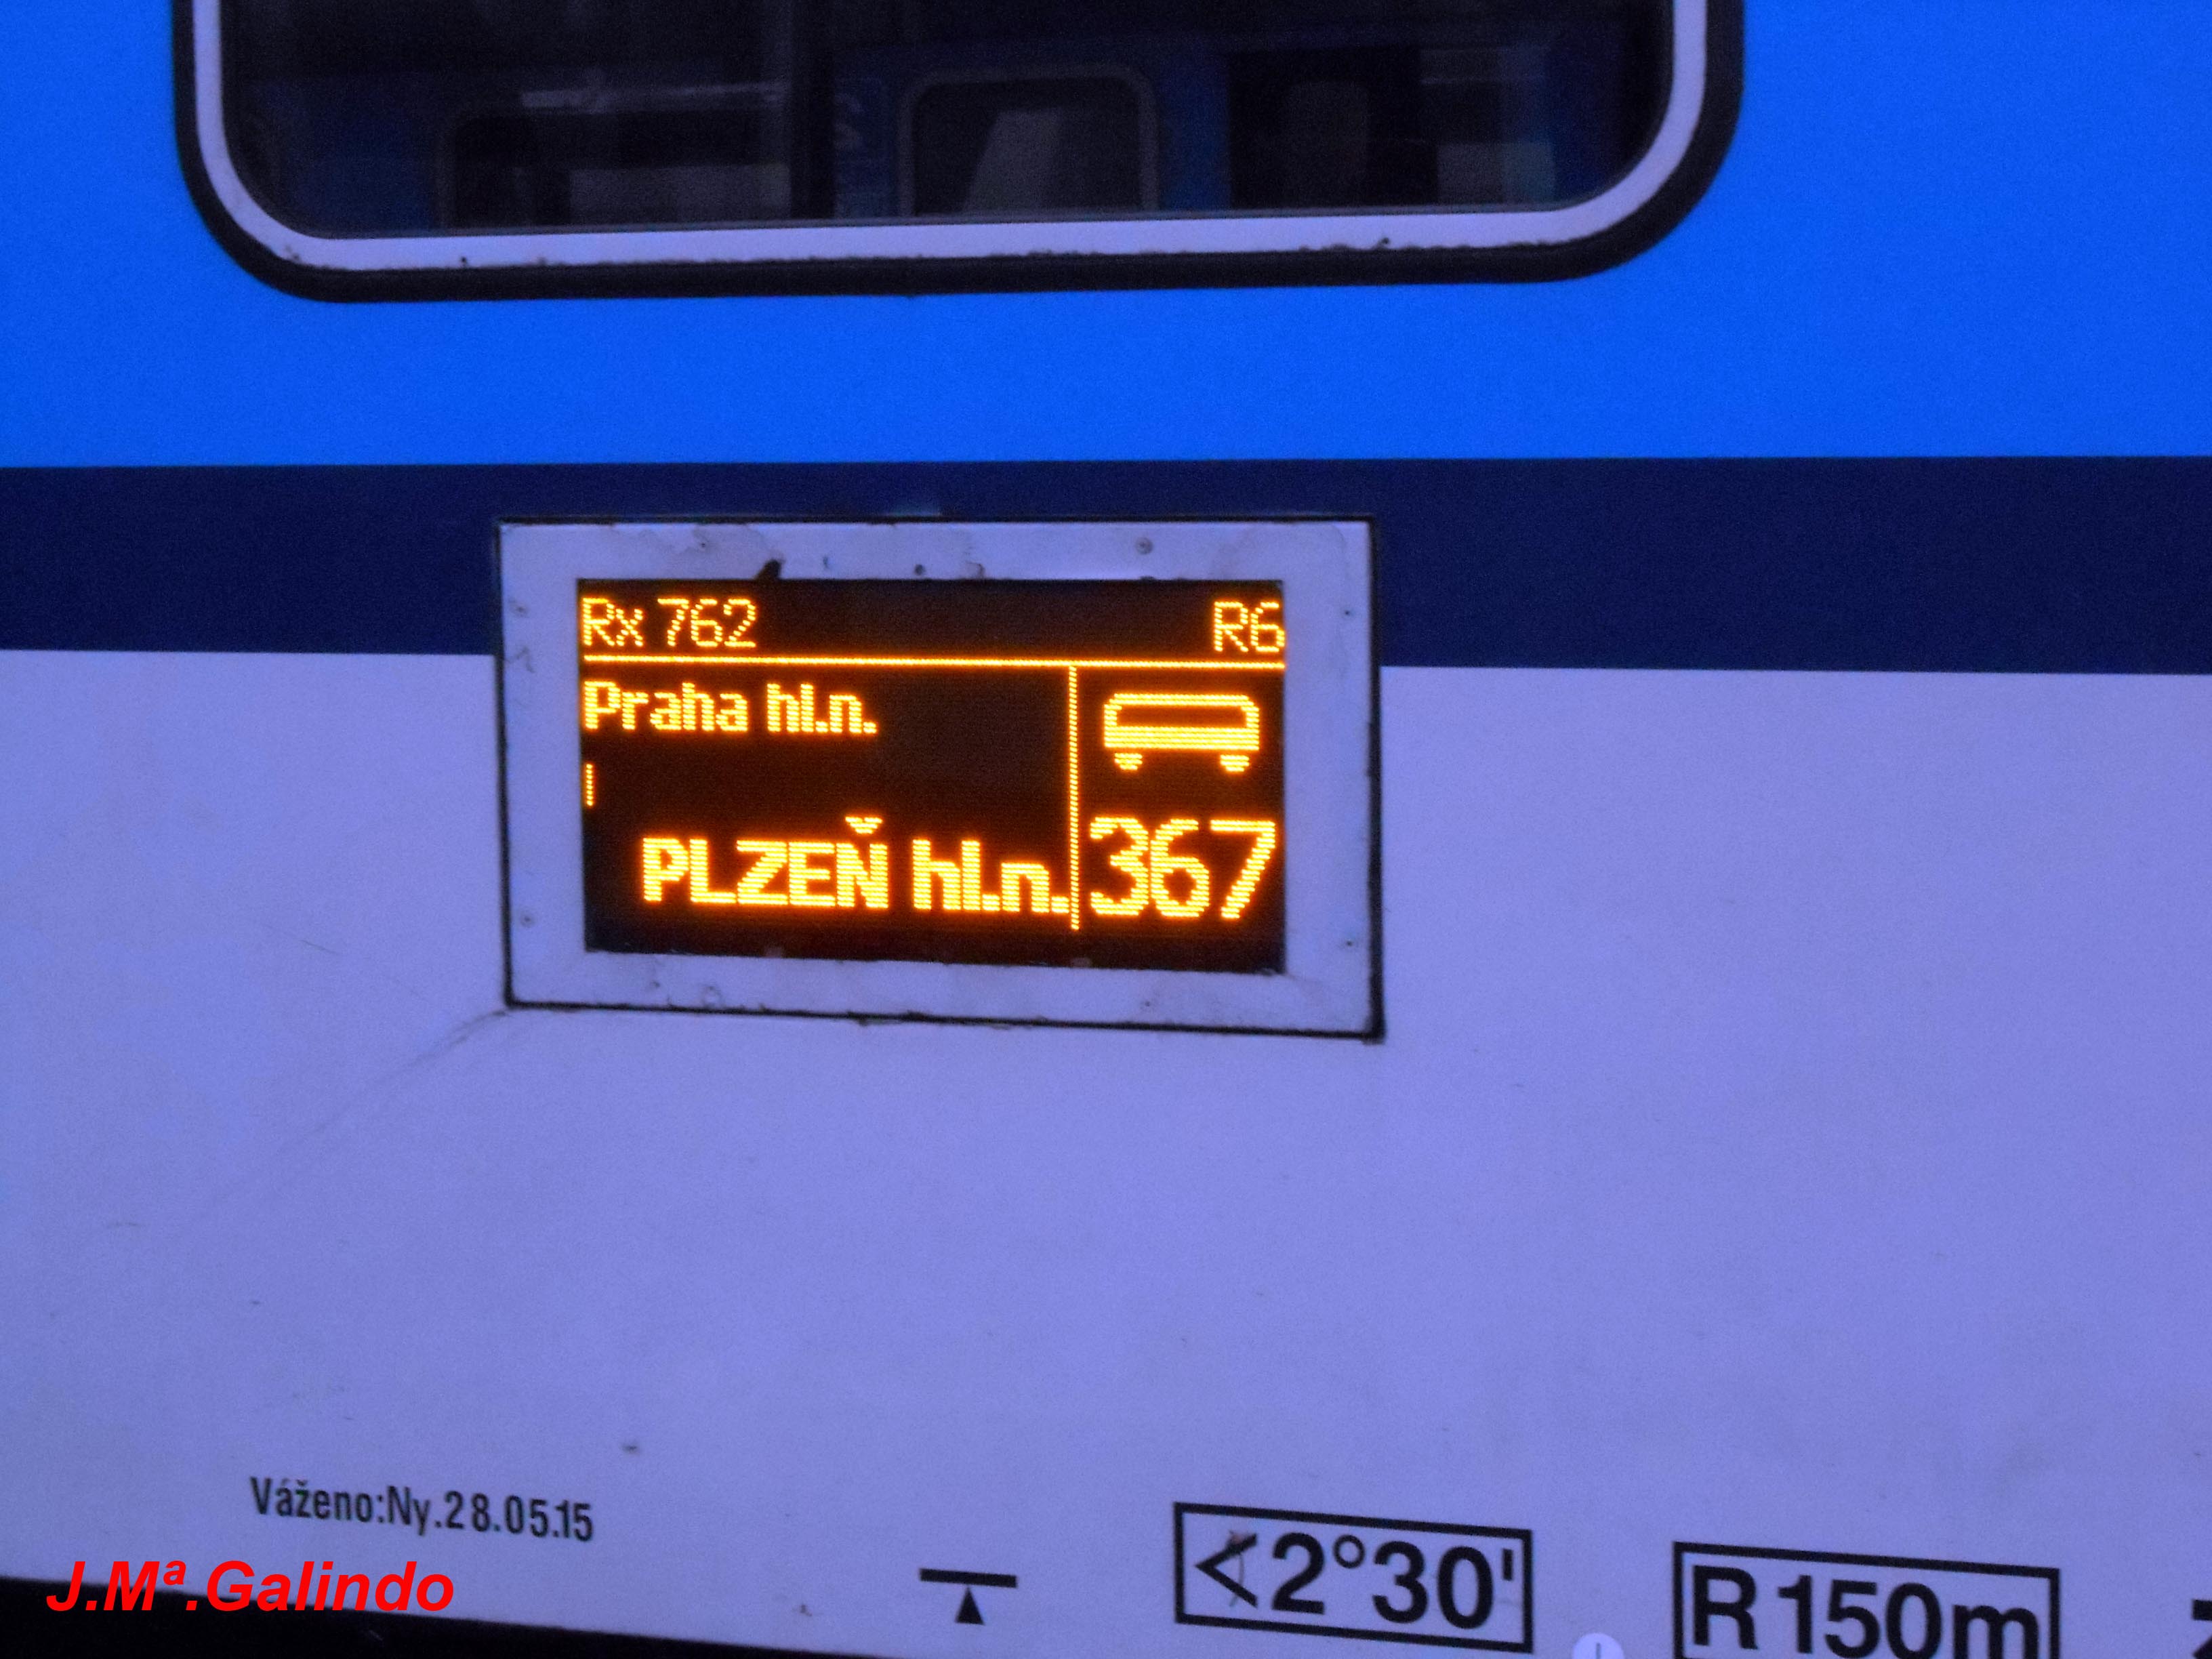 Rx 762 R6
Praha hl.n.
PLZEŇ hl.n.
367
Váženo:Ny.28.05.15
J.Mª.Galindo
<2°30'
R150m